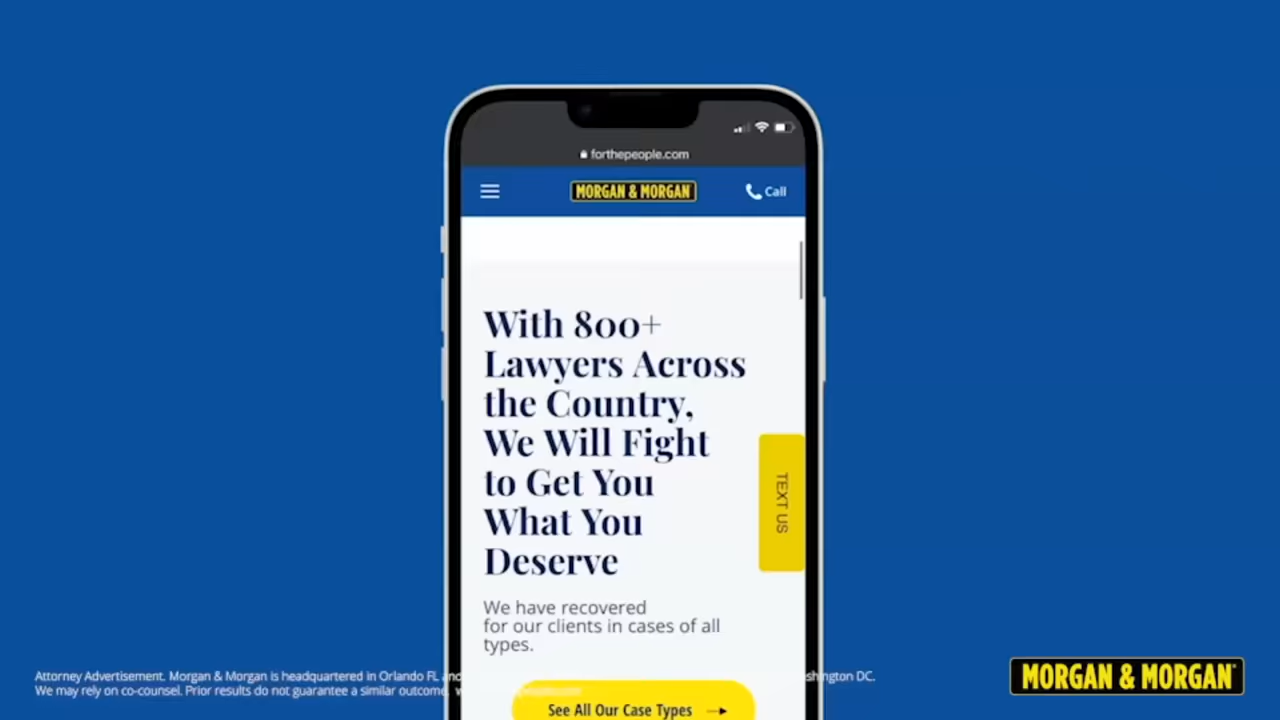 forthepeople.com
MORGAN & MORGAN
Call
With 800+
Lawyers Across
the Country,
We Will Fight
to Get You
What You
Deserve
TEXT US
We have recovered
for our clients in cases of all
types.
See All Our Case Types
Attorney Advertisement. Morgan & Morgan is headquartered in Orlando FL DC.
We may rely on co-counsel. Prior results do not guarantee a similar outcome.
MORGAN & MORGAN